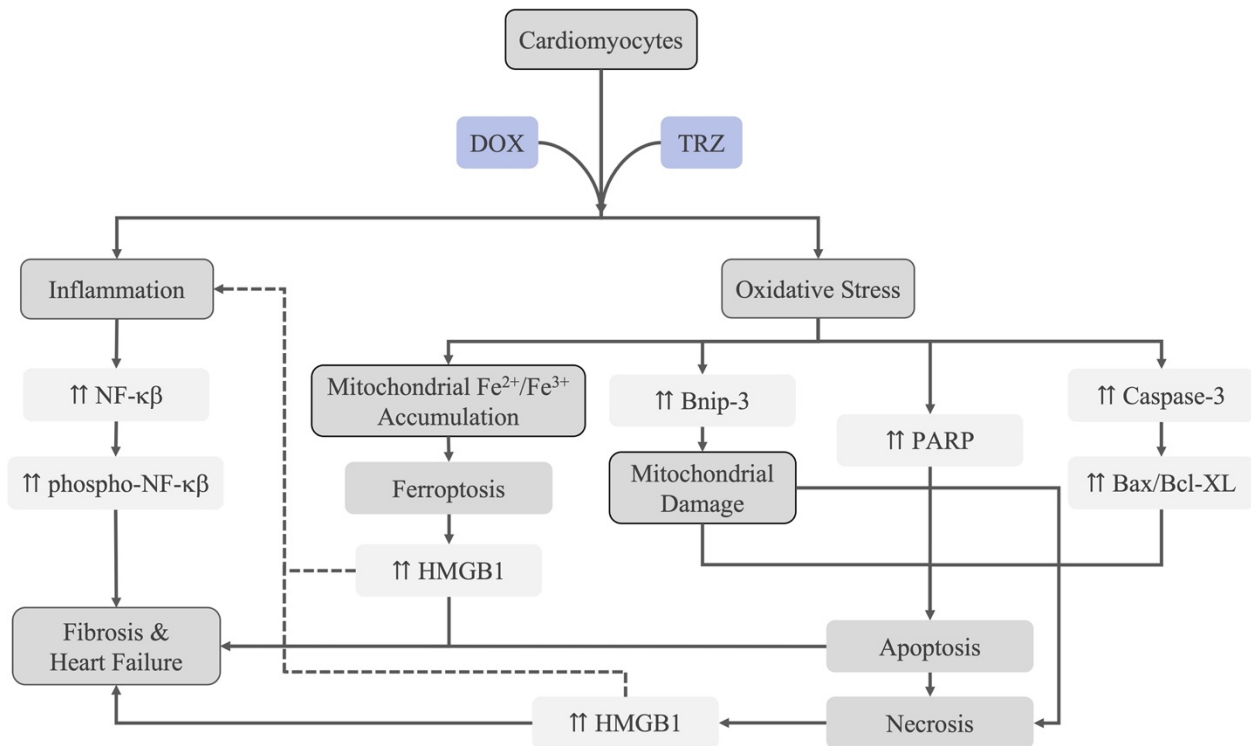 Cardiomyocytes
DOX
TRZ
Inflammation
Oxidative Stress
⇈ NF-κβ
Mitochondrial Fe²⁺/Fe³⁺
Accumulation
⇈ Bnip-3
⇈ Caspase-3
⇈ PARP
⇈ phospho-NF-κβ
Ferroptosis
Mitochondrial
Damage
⇈ Bax/Bcl-XL
⇈ HMGB1
Fibrosis &
Heart Failure
Apoptosis
⇈ HMGB1
Necrosis